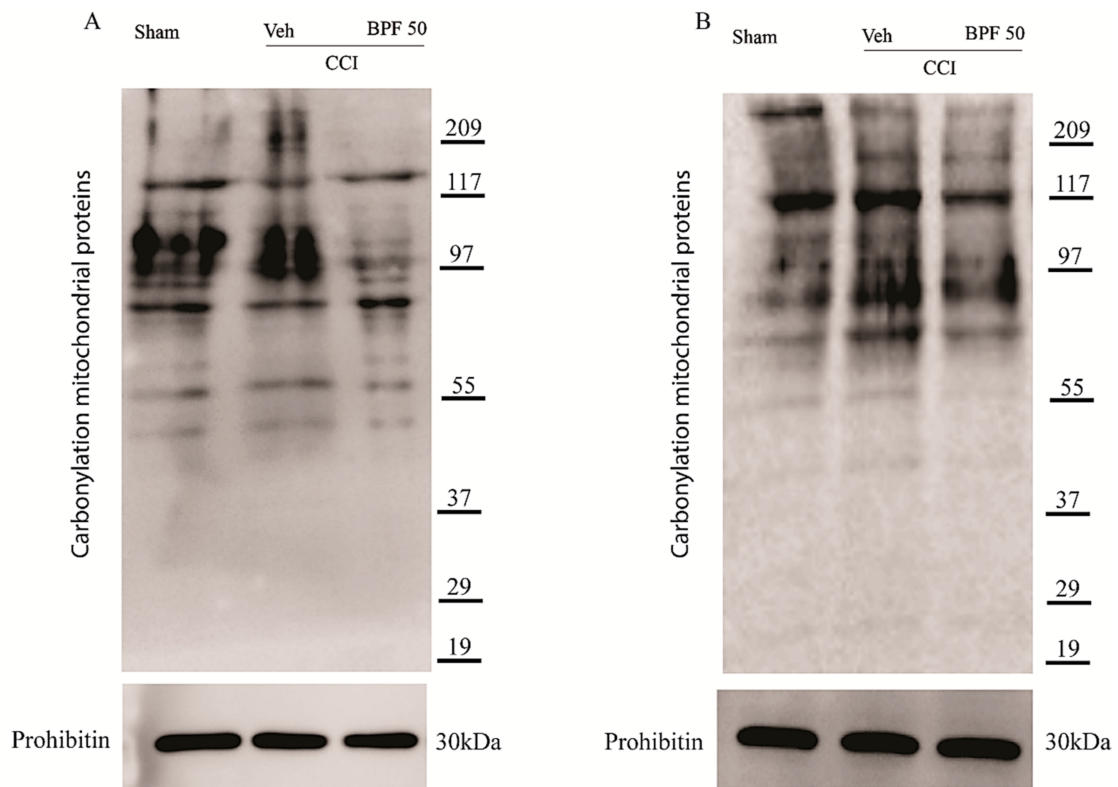 A
Sham
Veh
BPF 50
CCI
Carbonylation mitochondrial proteins
209
117
97
55
37
29
19
Prohibitin
30kDa
B
Sham
Veh
BPF 50
CCI
Carbonylation mitochondrial proteins
209
117
97
55
37
29
19
Prohibitin
30kDa